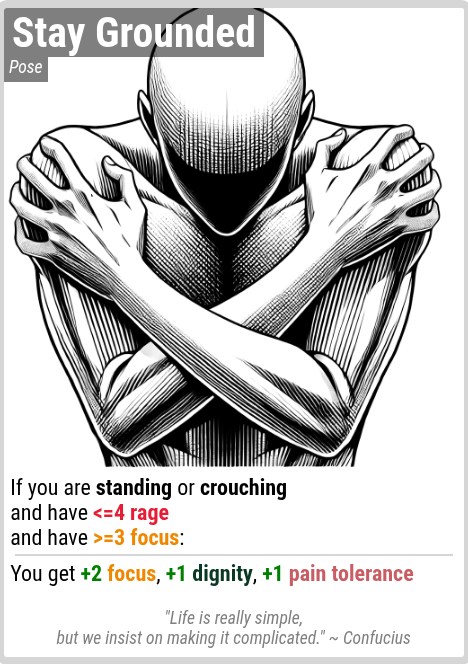 Stay Grounded
Pose
If you are standing or crouching
and have <=4 rage
and have >=3 focus:
You get +2 focus, +1 dignity, +1 pain tolerance
"Life is really simple,
but we insist on making it complicated." ~ Confucius